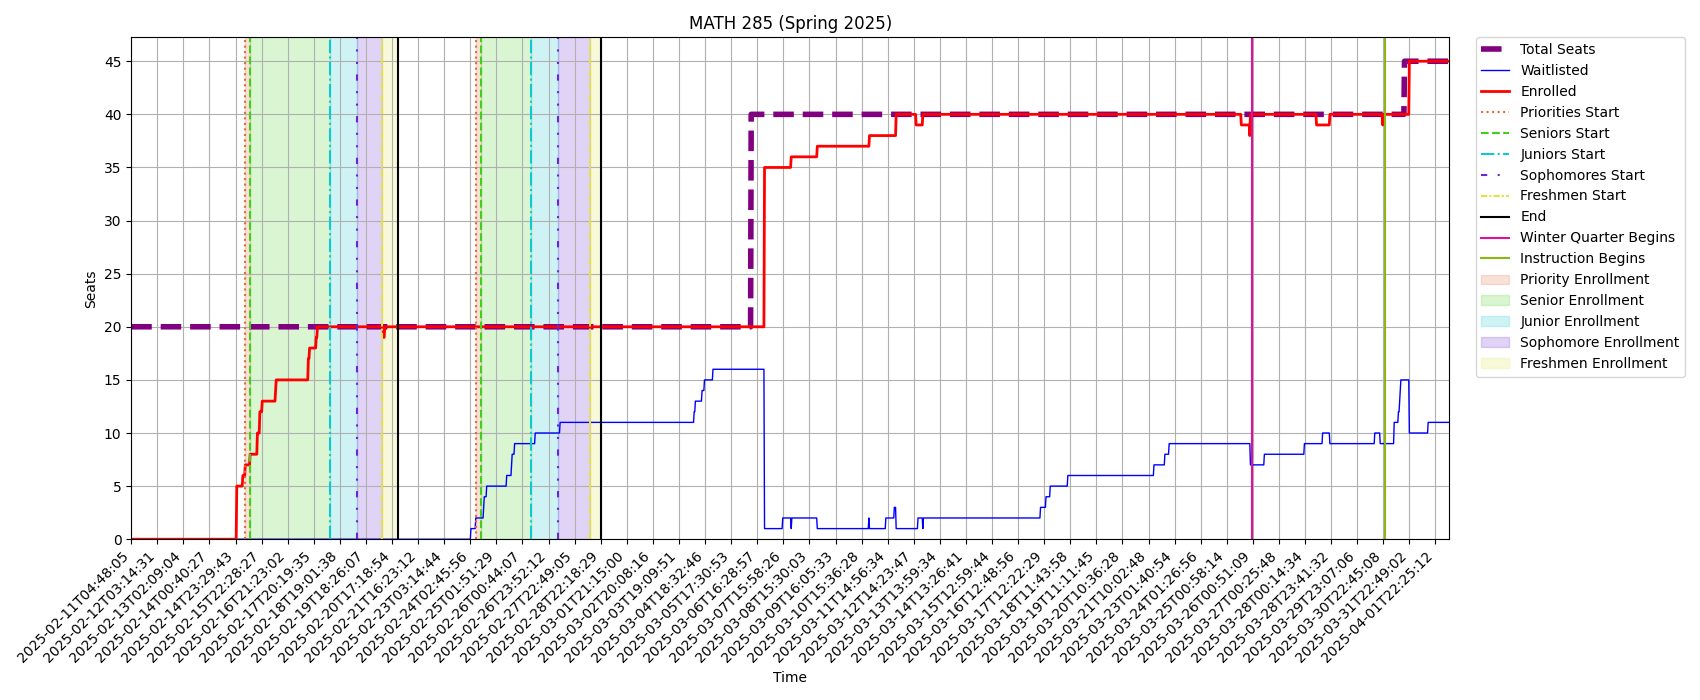 MATH 285 (Spring 2025)
Seats
45
40
35
30
25
20
15
10
5
0
2025-02-11T04:48:05
2025-02-12T03:14:31
2025-02-13T02:09:04
2025-02-14T00:40:27
2025-02-14T23:29:43
2025-02-15T22:28:27
2025-02-16T21:23:02
2025-02-17T20:19:35
2025-02-18T19:01:38
2025-02-19T18:26:07
2025-02-20T17:18:54
2025-02-21T16:23:12
2025-02-23T03:14:44
2025-02-24T02:45:56
2025-02-25T01:51:29
2025-02-26T00:44:07
2025-02-26T23:52:12
2025-02-27T22:49:05
2025-02-28T22:18:29
2025-03-01T21:15:00
2025-03-02T20:08:16
2025-03-03T19:09:51
2025-03-04T18:32:46
2025-03-05T17:30:53
2025-03-06T16:28:57
2025-03-07T15:58:26
2025-03-08T15:30:03
2025-03-09T16:05:33
2025-03-10T15:36:28
2025-03-11T14:56:34
2025-03-12T14:23:47
2025-03-13T13:59:34
2025-03-14T13:26:41
2025-03-15T12:59:44
2025-03-16T12:48:56
2025-03-17T12:22:29
2025-03-18T11:43:58
2025-03-19T11:11:45
2025-03-20T10:36:28
2025-03-21T10:02:48
2025-03-23T01:40:54
2025-03-24T01:26:56
2025-03-25T00:58:14
2025-03-26T00:51:09
2025-03-27T00:25:48
2025-03-28T00:14:34
2025-03-28T23:41:32
2025-03-29T23:07:06
2025-03-30T22:45:08
2025-03-31T22:49:02
2025-04-01T22:25:12
Time
Total Seats
Waitlisted
Enrolled
Priorities Start
Seniors Start
Juniors Start
Sophomores Start
Freshmen Start
End
Winter Quarter Begins
Instruction Begins
Priority Enrollment
Senior Enrollment
Junior Enrollment
Sophomore Enrollment
Freshmen Enrollment